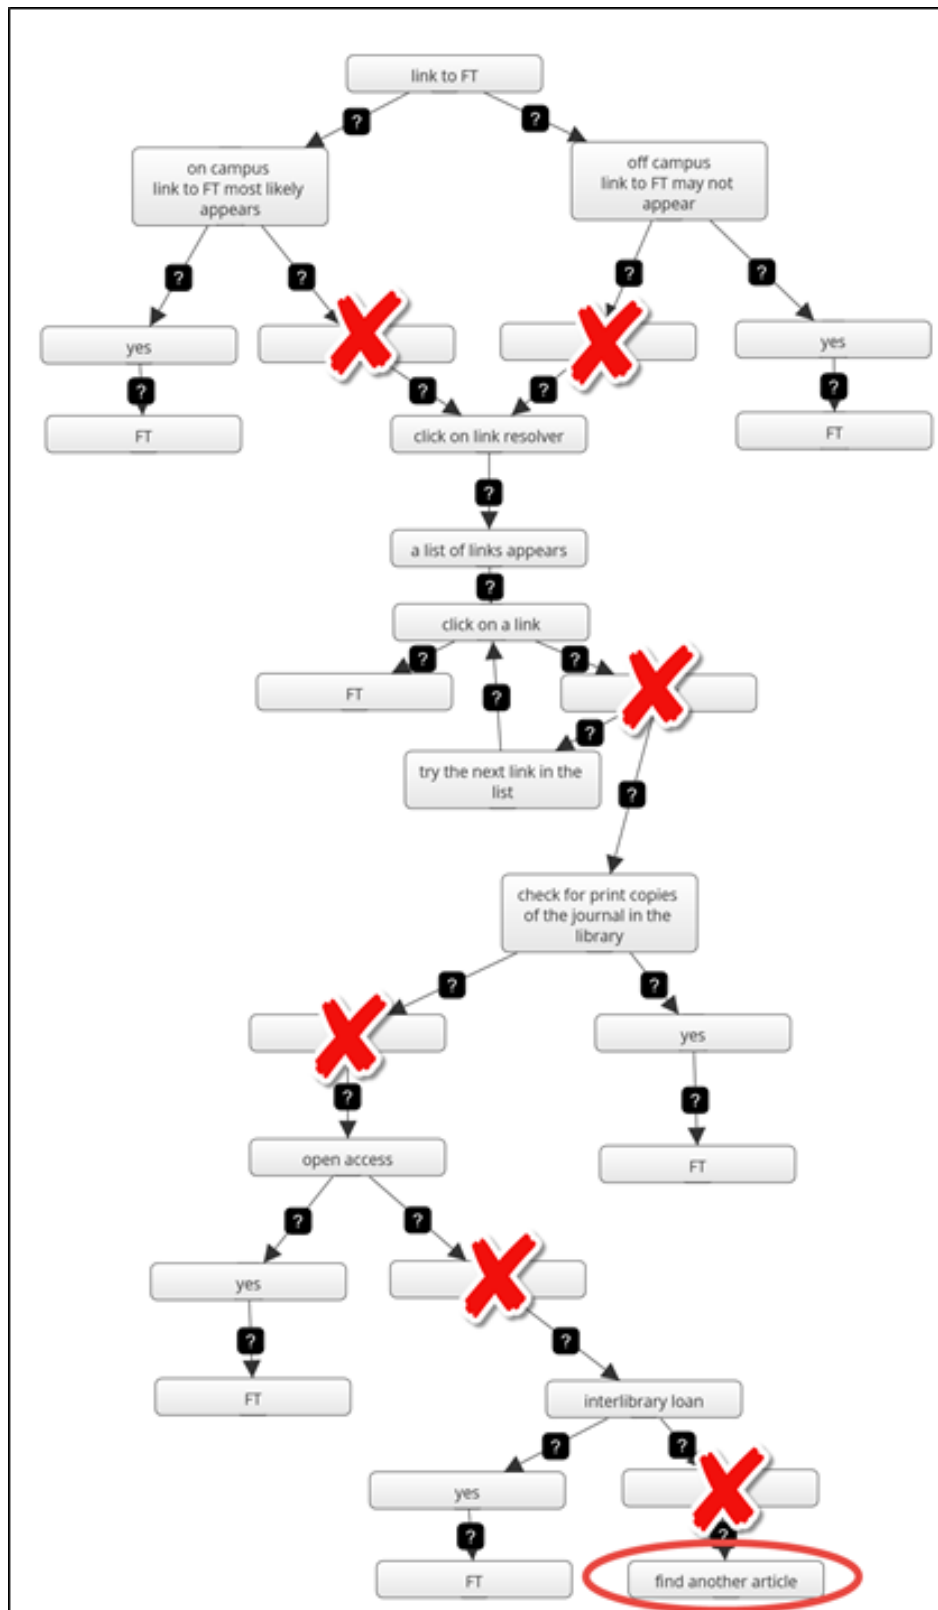 link to FT
?
?
on campus
link to FT most likely
appears
off campus
link to FT may not
appear
?
?
?
?
yes
yes
?
?
?
?
FT
click on link resolver
FT
?
a list of links appears
?
click on a link
?
?
FT
?
?
try the next link in the
list
?
check for print copies
of the journal in the
library
?
?
yes
?
?
open access
FT
?
?
yes
?
?
FT
interlibrary loan
?
?
yes
?
?
FT
find another article